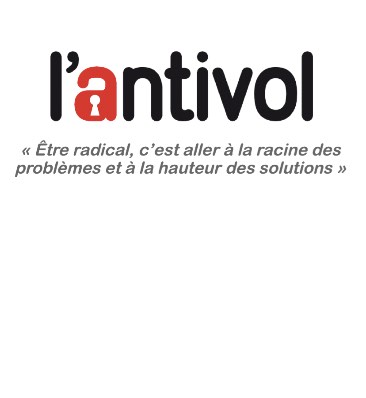 l’antivol
« Être radical, c’est aller à la racine des
problèmes et à la hauteur des solutions »